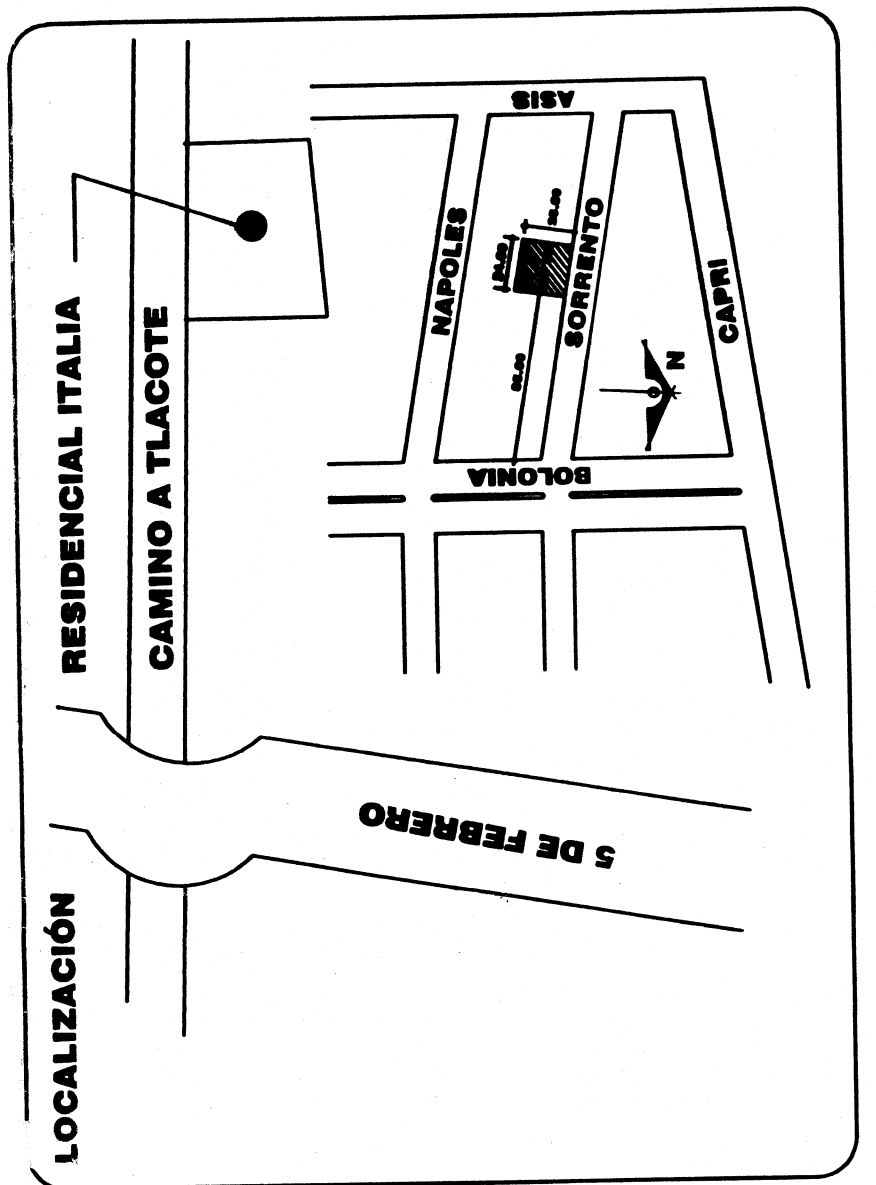 LOCALIZACIÓN
RESIDENCIAL ITALIA
CAMINO A TLACOTE
5 DE FEBRERO
NAPOLES
SORRENTO
CAPRI
ASIS
BOLONIA
N